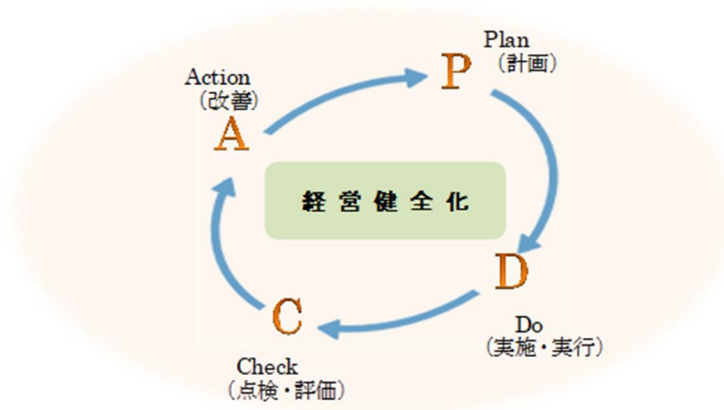 Plan
（計画）
P
Action
（改善）
A
経営健全化
D
Do
（実施・実行）
C
Check
（点検・評価）